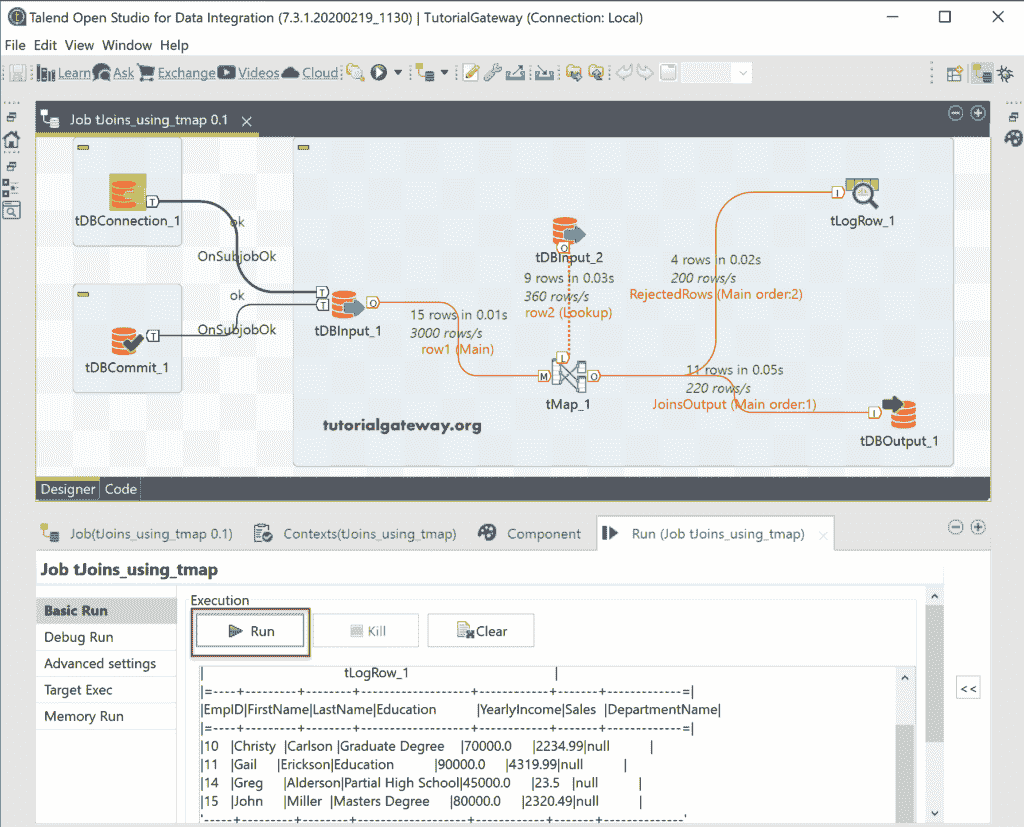 Talend Open Studio for Data Integration (7.3.1.20200219_1130) | TutorialGateway (Connection: Local)
File Edit View Window Help
Learn Ask Exchange Videos Cloud
Job tJoins_using_tmap 0.1
tDBConnection_1
T
ok
OnSubjobOk
ok
OnSubjobOk
tDBCommit_1
T
T
T
tDBInput_1
O
15 rows in 0.01s
3000 rows/s
row1 (Main)
tDBInput_2
O
9 rows in 0.03s
360 rows/s
row2 (Lookup)
L
M
O
tMap_1
4 rows in 0.02s
200 rows/s
RejectedRows (Main order:2)
I
tLogRow_1
11 rows in 0.05s
220 rows/s
JoinsOutput (Main order:1)
I
tDBOutput_1
tutorialgateway.org
Designer Code
Job(tJoins_using_tmap 0.1) Contexts(tJoins_using_tmap) Component Run (Job tJoins_using_tmap)
Job tJoins_using_tmap
Basic Run
Debug Run
Advanced settings
Target Exec
Memory Run
Execution
Run Kill Clear
<<
| tLogRow_1 |
|=----+---------+--------+-------------------+------------+-------+--------------=|
|EmpID|FirstName|LastName|Education |YearlyIncome|Sales |DepartmentName|
|=----+---------+--------+-------------------+------------+-------+--------------=|
|10 |Christy |Carlson |Graduate Degree |70000.0 |2234.99|null |
|11 |Gail |Erickson|Education |90000.0 |4319.99|null |
|14 |Greg |Alderson|Partial High School|45000.0 |23.5 |null |
|15 |John |Miller |Masters Degree |80000.0 |2320.49|null |
'-----+---------+--------+-------------------+------------+-------+--------------'